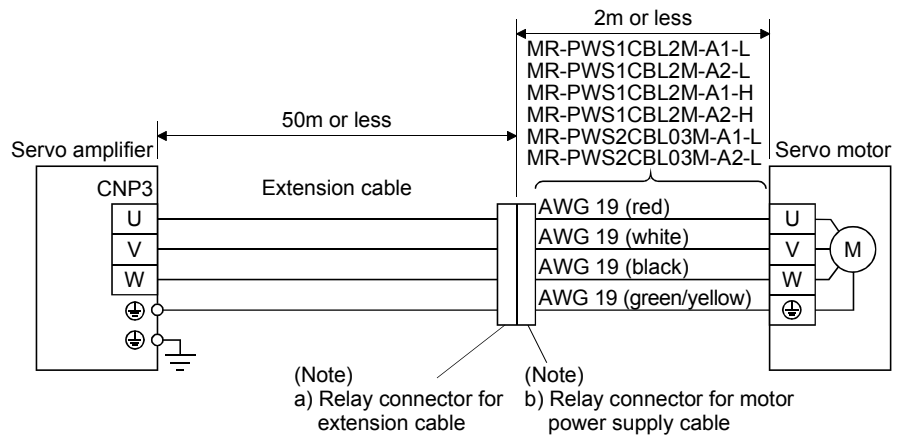 2m or less
MR-PWS1CBL2M-A1-L
MR-PWS1CBL2M-A2-L
MR-PWS1CBL2M-A1-H
MR-PWS1CBL2M-A2-H
MR-PWS2CBL03M-A1-L
MR-PWS2CBL03M-A2-L
50m or less
Servo amplifier
Servo motor
CNP3
Extension cable
U
V
W
AWG 19 (red)
AWG 19 (white)
AWG 19 (black)
AWG 19 (green/yellow)
U
V
W
M
(Note)
a) Relay connector for
extension cable
(Note)
b) Relay connector for motor
power supply cable